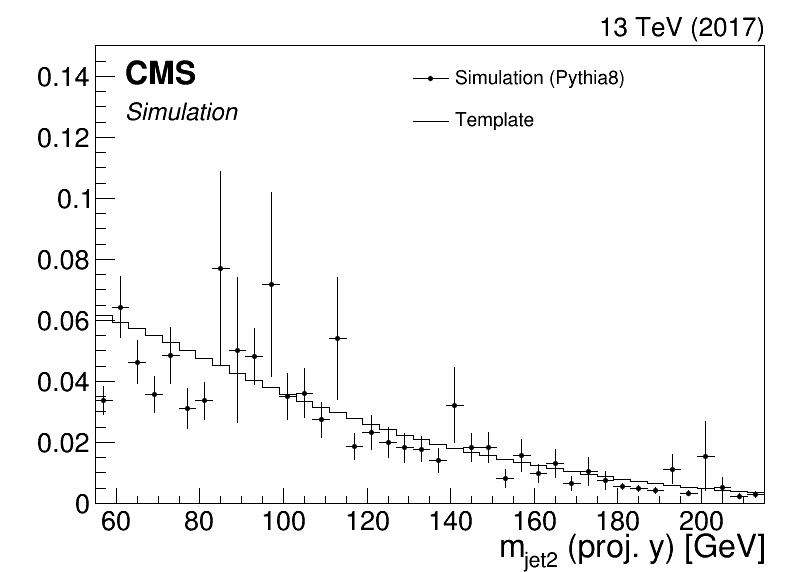 13 TeV (2017)
CMS
Simulation
Simulation (Pythia8)
Template
0.14
0.12
0.1
0.08
0.06
0.04
0.02
0
60 80 100 120 140 160 180 200
m_jet2 (proj. y) [GeV]